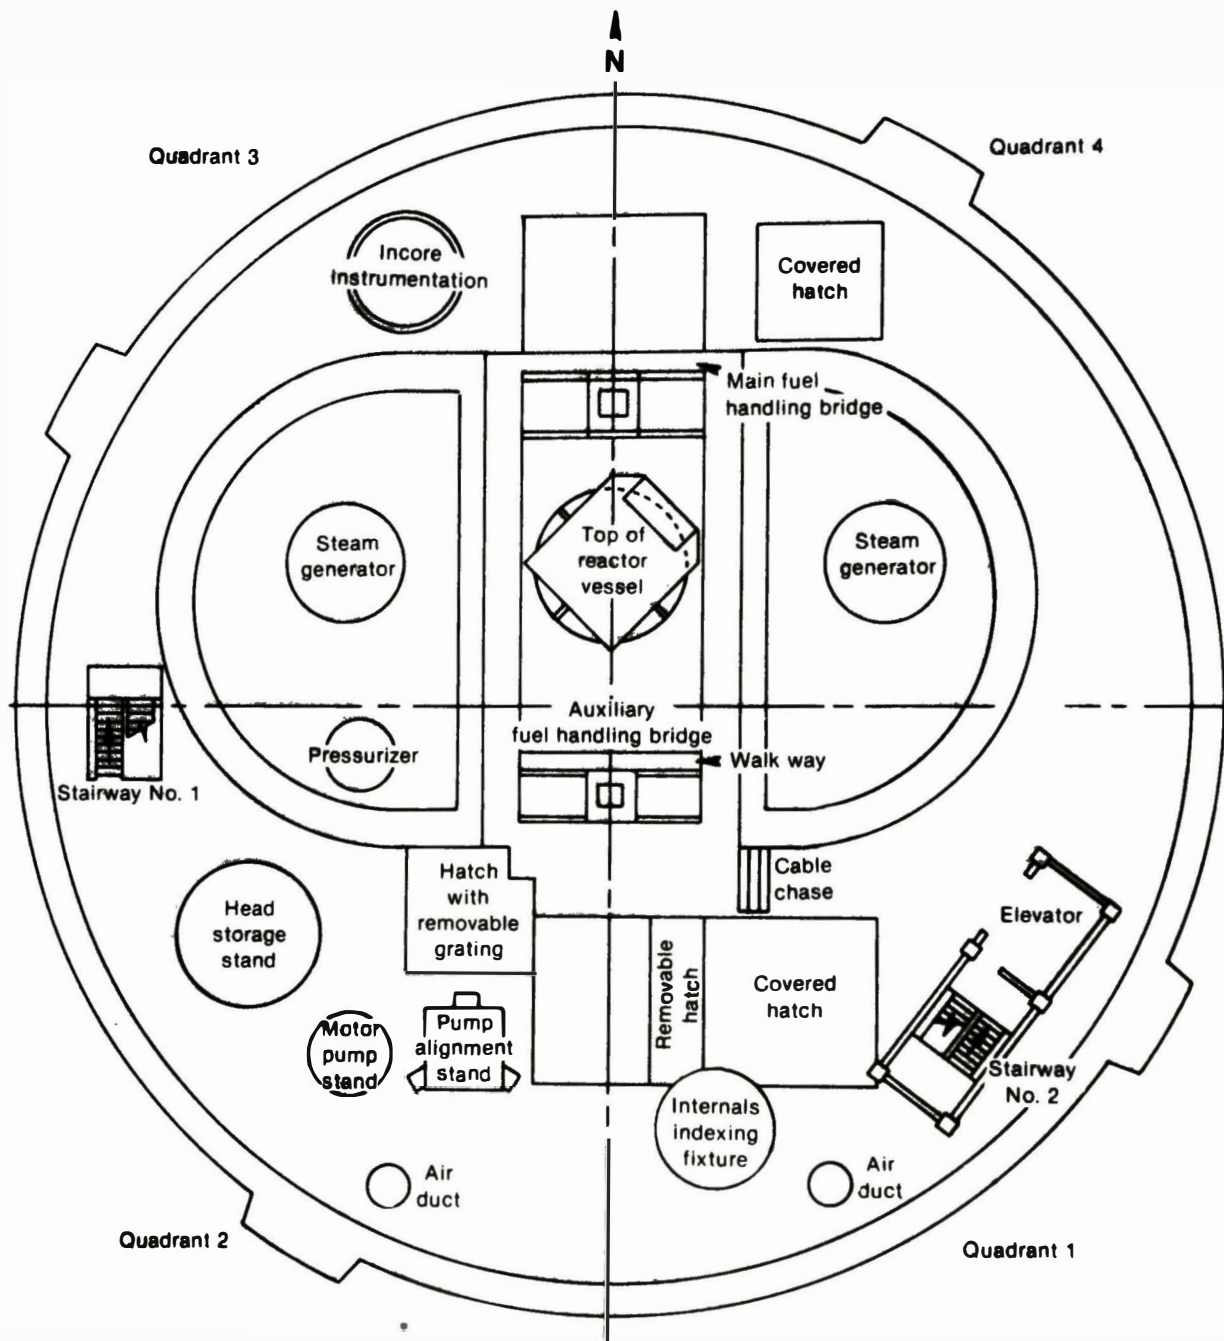 N
Quadrant 3
Quadrant 4
Incore
Instrumentation
Covered
hatch
Main fuel
handling bridge
Steam
generator
Top of
reactor
vessel
Steam
generator
Auxiliary
fuel handling bridge
Pressurizer
Walk way
Stairway No. 1
Hatch
with
removable
grating
Cable
chase
Head
storage
stand
Elevator
Removable
hatch
Covered
hatch
Motor
pump
stand
Pump
alignment
stand
Stairway
No. 2
Internals
indexing
fixture
Air
duct
Air
duct
Quadrant 2
Quadrant 1